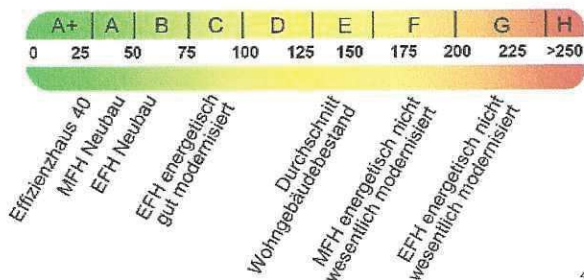 A+ A B C D E F G H
0 25 50 75 100 125 150 175 200 225 >250
Effizienzhaus 40
MFH Neubau
EFH Neubau
EFH energetisch
gut modernisiert
Durchschnitt
Wohngebäudebestand
MFH energetisch nicht
wesentlich modernisiert
EFH energetisch nicht
wesentlich modernisiert